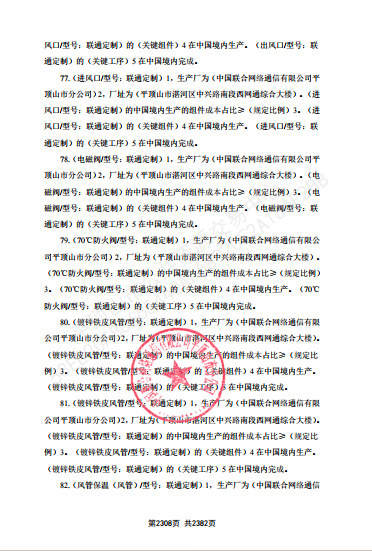 风口/型号：联通定制）的（关键组件）4 在中国境内生产。（出风口/型号：联
通定制）的（关键工序）5 在中国境内完成。
77.（进风口/型号：联通定制）1，生产厂为（中国联合网络通信有限公司平
顶山市分公司）2，厂址为（平顶山市湛河区中兴路南段西网通综合大楼）。（进
风口/型号：联通定制）的中国境内生产的组件成本占比≥（规定比例）3。（进
风口/型号：联通定制）的（关键组件）4 在中国境内生产。（进风口/型号：联
通定制）的（关键工序）5 在中国境内完成。
78.（电磁阀/型号：联通定制）1，生产厂为（中国联合网络通信有限公司平
顶山市分公司）2，厂址为（平顶山市湛河区中兴路南段西网通综合大楼）。（电
磁阀/型号：联通定制）的中国境内生产的组件成本占比≥（规定比例）3。（电
磁阀/型号：联通定制）的（关键组件）4 在中国境内生产。（电磁阀/型号：联
通定制）的（关键工序）5 在中国境内完成。
79.（70℃防火阀/型号：联通定制）1，生产厂为（中国联合网络通信有限公
司平顶山市分公司）2，厂址为（平顶山市湛河区中兴路南段西网通综合大楼）。
（70℃防火阀/型号：联通定制）的中国境内生产的组件成本占比≥（规定比例）
3。（70℃防火阀/型号：联通定制）的（关键组件）4 在中国境内生产。（70℃
防火阀/型号：联通定制）的（关键工序）5 在中国境内完成。
80.（镀锌铁皮风管/型号：联通定制）1，生产厂为（中国联合网络通信有限
公司平顶山市分公司）2，厂址为（平顶山市湛河区中兴路南段西网通综合大楼）。
（镀锌铁皮风管/型号：联通定制）的中国境内生产的组件成本占比≥（规定比
例）3。（镀锌铁皮风管/型号：联通定制）的（关键组件）4 在中国境内生产。
（镀锌铁皮风管/型号：联通定制）的（关键工序）5 在中国境内完成。
81.（镀锌铁皮风管/型号：联通定制）1，生产厂为（中国联合网络通信有限
公司平顶山市分公司）2，厂址为（平顶山市湛河区中兴路南段西网通综合大楼）。
（镀锌铁皮风管/型号：联通定制）的中国境内生产的组件成本占比≥（规定比
例）3。（镀锌铁皮风管/型号：联通定制）的（关键组件）4 在中国境内生产。
（镀锌铁皮风管/型号：联通定制）的（关键工序）5 在中国境内完成。
82.（风管保温（风管）/型号：联通定制）1，生产厂为（中国联合网络通信
第2308页 共2382页